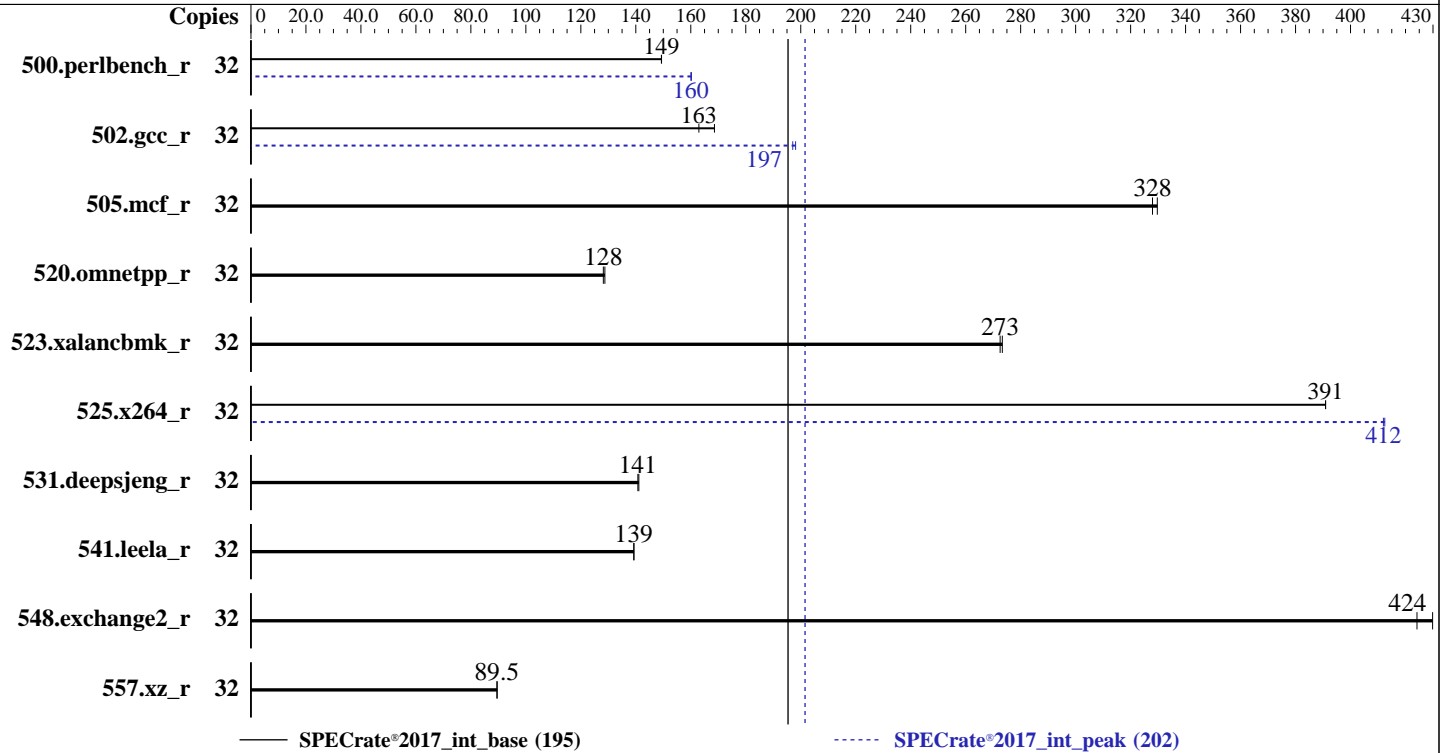 Copies 0 20.0 40.0 60.0 80.0 100 120 140 160 180 200 220 240 260 280 300 320 340 360 380 400 430
500.perlbench_r 32 149
160
502.gcc_r 32 163
197
505.mcf_r 32 328
520.omnetpp_r 32 128
523.xalancbmk_r 32 273
525.x264_r 32 391
412
531.deepsjeng_r 32 141
541.leela_r 32 139
548.exchange2_r 32 424
557.xz_r 32 89.5
SPECrate®2017_int_base (195) SPECrate®2017_int_peak (202)